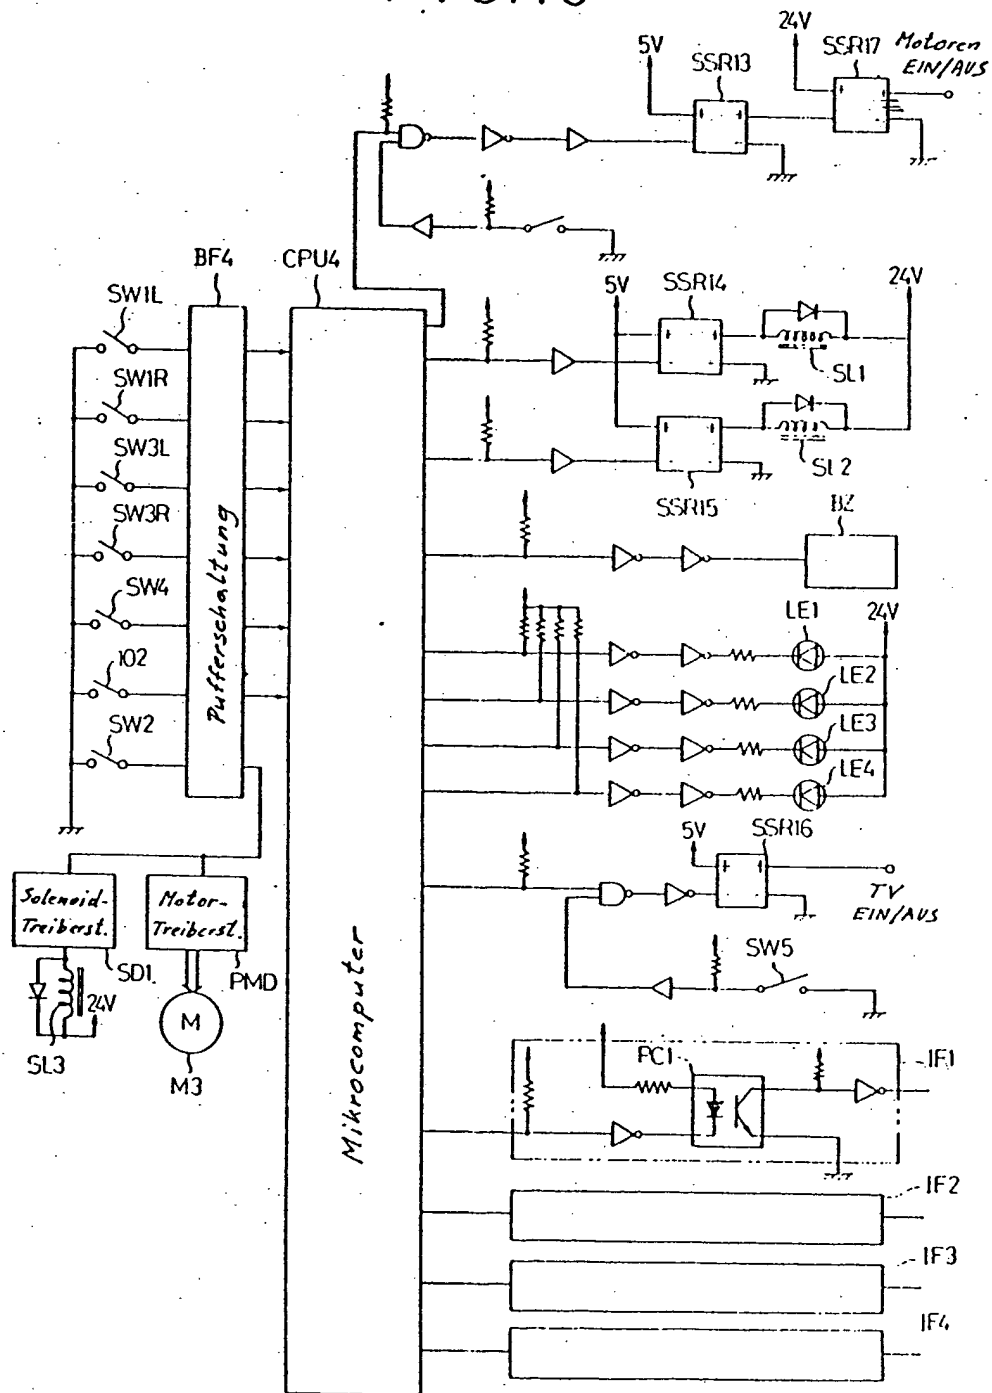 24V
5V
SSR13
SSR17
Motoren
EIN/AUS
BF4
CPU4
SW1L
SW1R
SW3L
SW3R
SW4
102
SW2
Pufferschaltung
Mikrocomputer
5V
SSR14
24V
SL1
SL2
SSR15
BZ
24V
LE1
LE2
LE3
LE4
5V
SSR16
TV
EIN/AUS
SW5
Solenoid-
Treiberst.
Motor-
Treiberst.
SD1
PMD
24V
SL3
M
M3
PC1
IF1
IF2
IF3
IF4